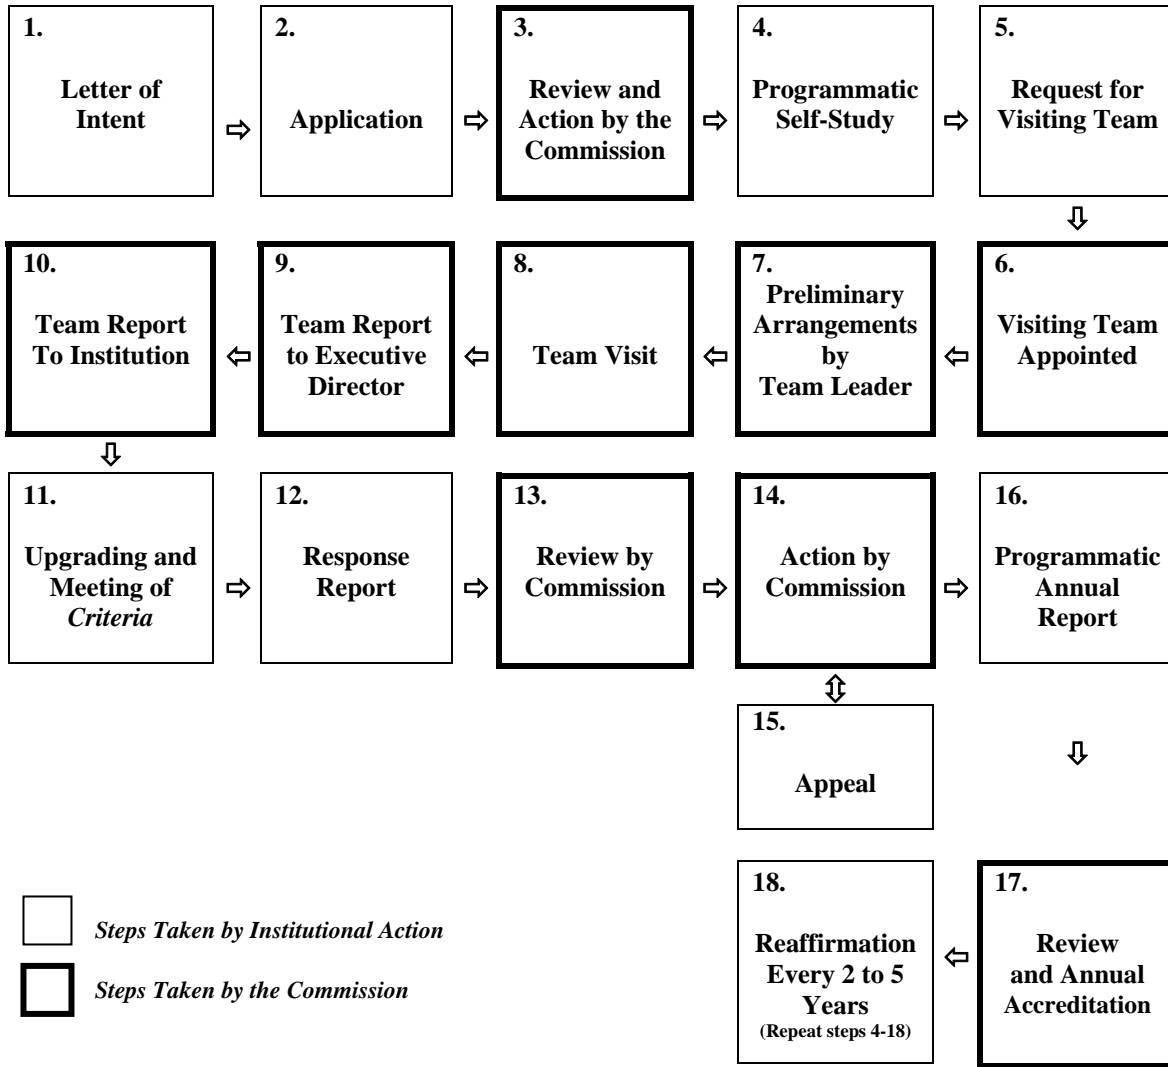 1.
Letter of
Intent
2.
Application
3.
Review and
Action by the
Commission
4.
Programmatic
Self-Study
5.
Request for
Visiting Team
6.
Visiting Team
Appointed
7.
Preliminary
Arrangements
by
Team Leader
8.
Team Visit
9.
Team Report
to Executive
Director
10.
Team Report
To Institution
11.
Upgrading and
Meeting of
Criteria
12.
Response
Report
13.
Review by
Commission
14.
Action by
Commission
15.
Appeal
16.
Programmatic
Annual
Report
17.
Review
and Annual
Accreditation
18.
Reaffirmation
Every 2 to 5
Years
(Repeat steps 4-18)
Steps Taken by Institutional Action
Steps Taken by the Commission